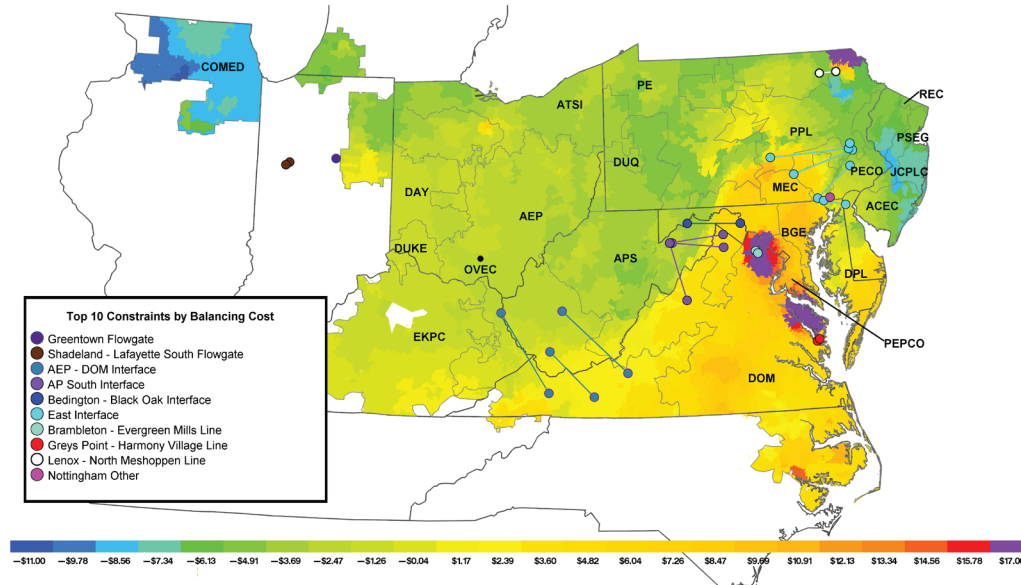 COMED
ATSI
PE
REC
PPL
PSEG
DUQ
PECO
JCPLC
DAY
MEC
ACEC
AEP
BGE
DUKE
APS
OVEC
DPL
EKPC
PEPCO
DOM
Top 10 Constraints by Balancing Cost
Greentown Flowgate
Shadeland - Lafayette South Flowgate
AEP - DOM Interface
AP South Interface
Bedington - Black Oak Interface
East Interface
Brambleton - Evergreen Mills Line
Greys Point - Harmony Village Line
Lenox - North Meshoppen Line
Nottingham Other
—$11.00 —$9.78 —$8.56 —$7.34 —$6.13 —$4.91 —$3.69 —$2.47 —$1.26 —$0.04 $1.17 $2.39 $3.60 $4.82 $6.04 $7.26 $8.47 $9.69 $10.91 $12.13 $13.34 $14.56 $15.78 $17.00